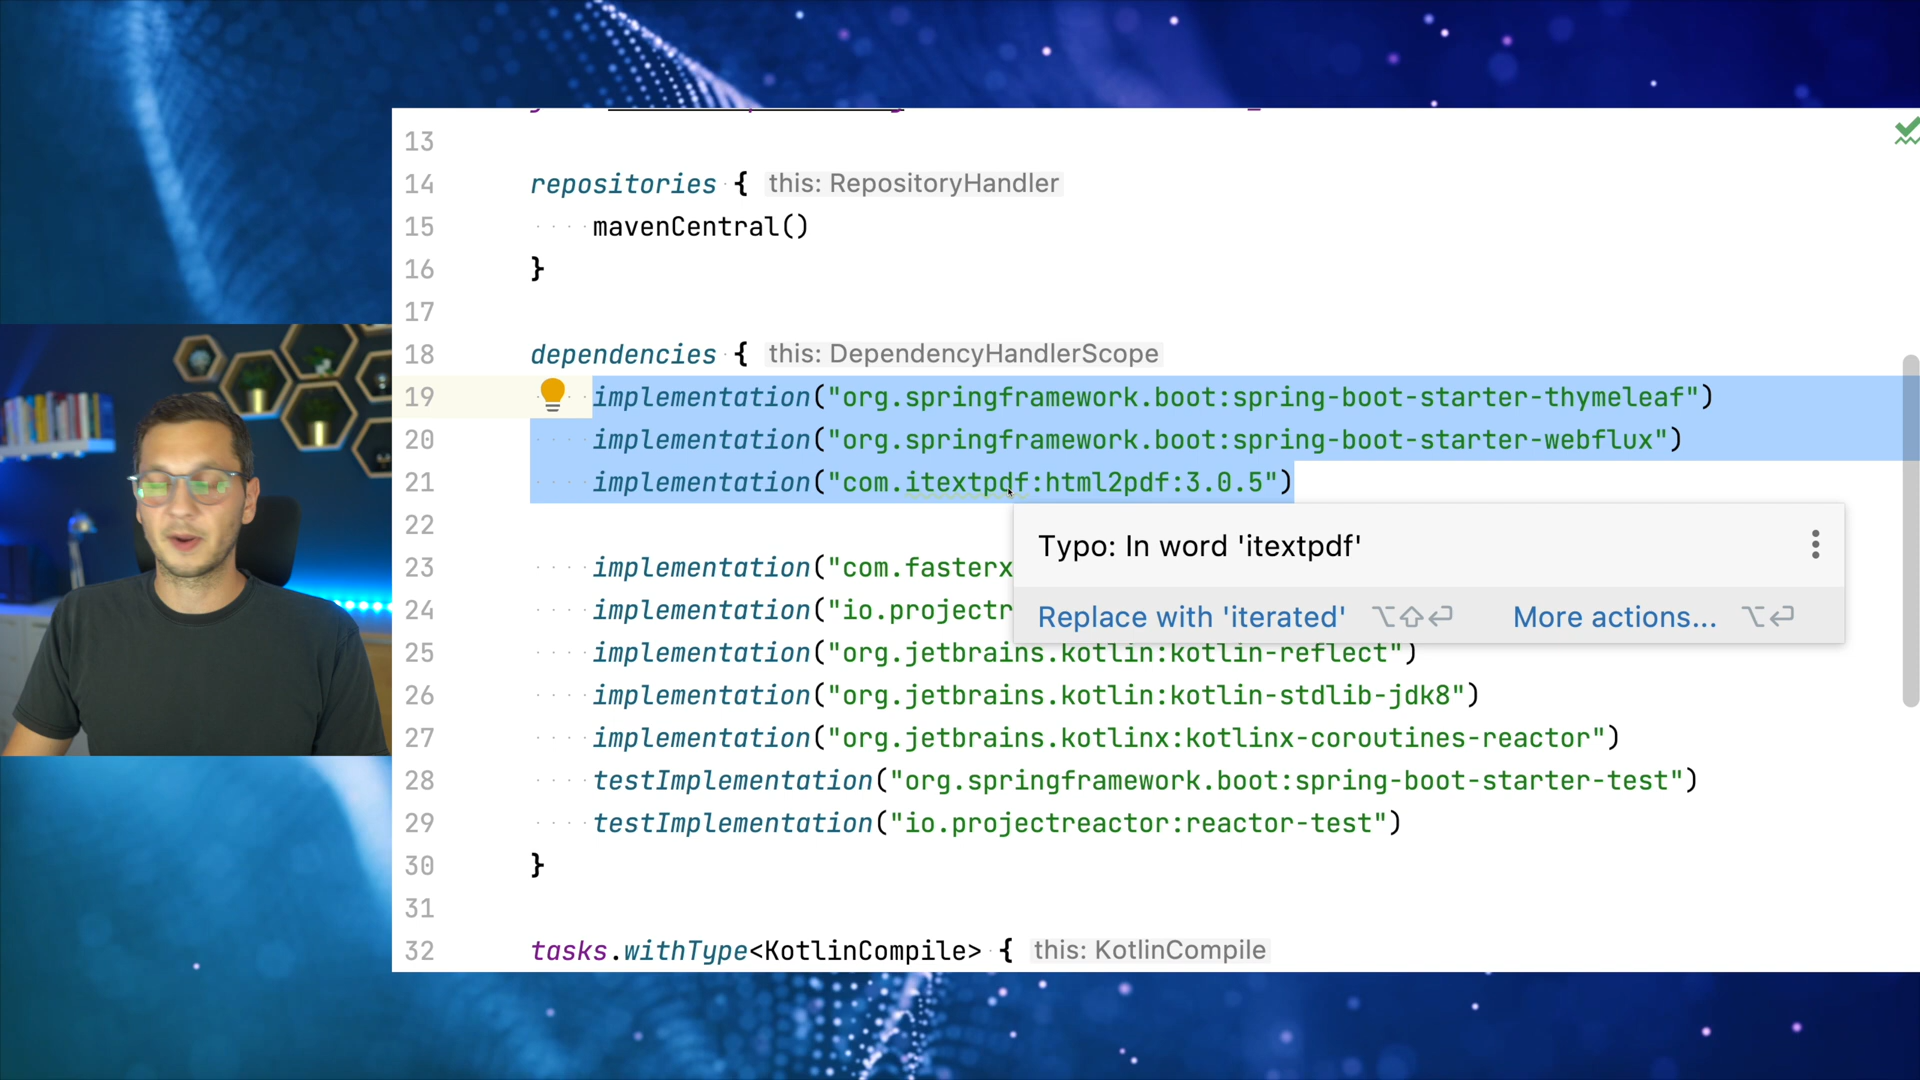 13
14 repositories { this: RepositoryHandler
15 mavenCentral()
16 }
17
18 dependencies { this: DependencyHandlerScope
19 implementation("org.springframework.boot:spring-boot-starter-thymeleaf")
20 implementation("org.springframework.boot:spring-boot-starter-webflux")
21 implementation("com.itextpdf:html2pdf:3.0.5")
22
Typo: In word 'itextpdf'
23 implementation("com.fasterx
24 implementation("io.projectr
Replace with 'iterated' ⌥⇧⏎ More actions... ⌥⏎
25 implementation("org.jetbrains.kotlin:kotlin-reflect")
26 implementation("org.jetbrains.kotlin:kotlin-stdlib-jdk8")
27 implementation("org.jetbrains.kotlinx:kotlinx-coroutines-reactor")
28 testImplementation("org.springframework.boot:spring-boot-starter-test")
29 testImplementation("io.projectreactor:reactor-test")
30 }
31
32 tasks.withType<KotlinCompile> { this: KotlinCompile